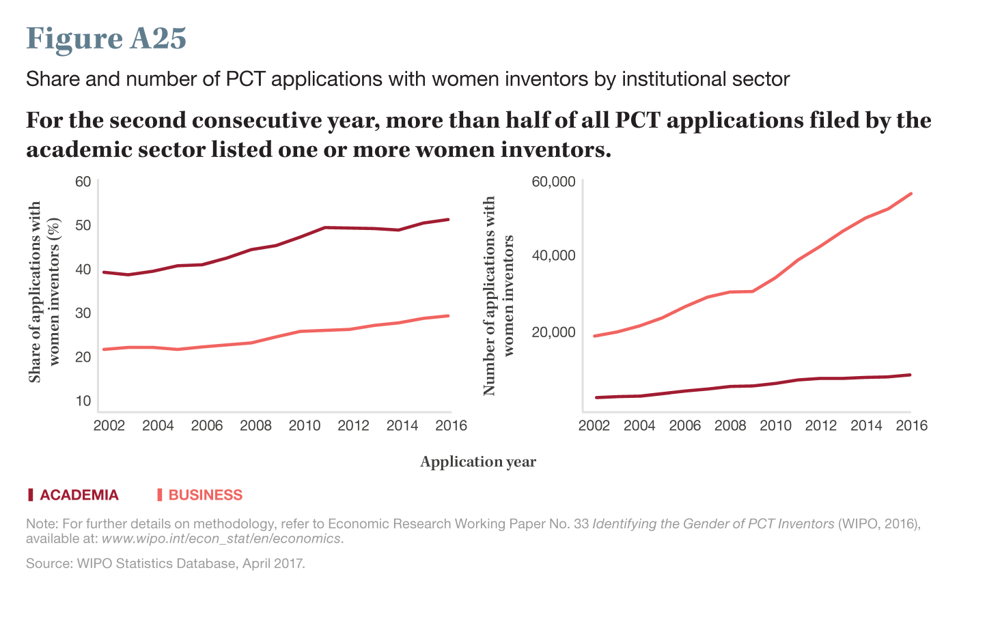 Figure A25
Share and number of PCT applications with women inventors by institutional sector
For the second consecutive year, more than half of all PCT applications filed by the
academic sector listed one or more women inventors.
Share of applications with
women inventors (%)
60
50
40
30
20
10
2002 2004 2006 2008 2010 2012 2014 2016
Number of applications with
women inventors
60,000
40,000
20,000
2002 2004 2006 2008 2010 2012 2014 2016
Application year
ACADEMIA BUSINESS
Note: For further details on methodology, refer to Economic Research Working Paper No. 33 Identifying the Gender of PCT Inventors (WIPO, 2016),
available at: www.wipo.int/econ_stat/en/economics.
Source: WIPO Statistics Database, April 2017.